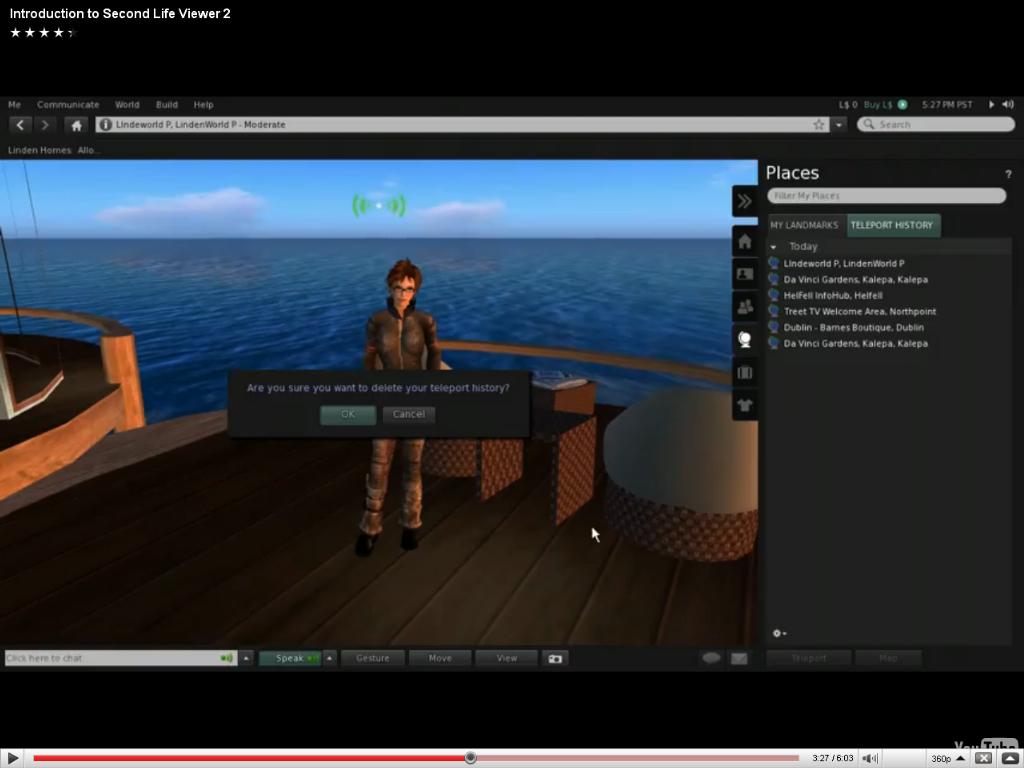 Introduction to Second Life Viewer 2
Me Communicate World Build Help L$ 0 Buy L$ 5:27 PM PST
LIndeworld P, LindenWorld P - Moderate Search
Linden Homes: Allo...
Places ?
Filter My Places
MY LANDMARKS TELEPORT HISTORY
Today
LIndeworld P, LindenWorld P
Da Vinci Gardens, Kalepa, Kalepa
HelFell InfoHub, Helfell
Treet TV Welcome Area, Northpoint
Dublin - Barnes Boutique, Dublin
Da Vinci Gardens, Kalepa, Kalepa
Are you sure you want to delete your teleport history?
OK Cancel
Click here to chat Speak Gesture Move View Teleport Map
YouTube
3:27 / 6:03 360p